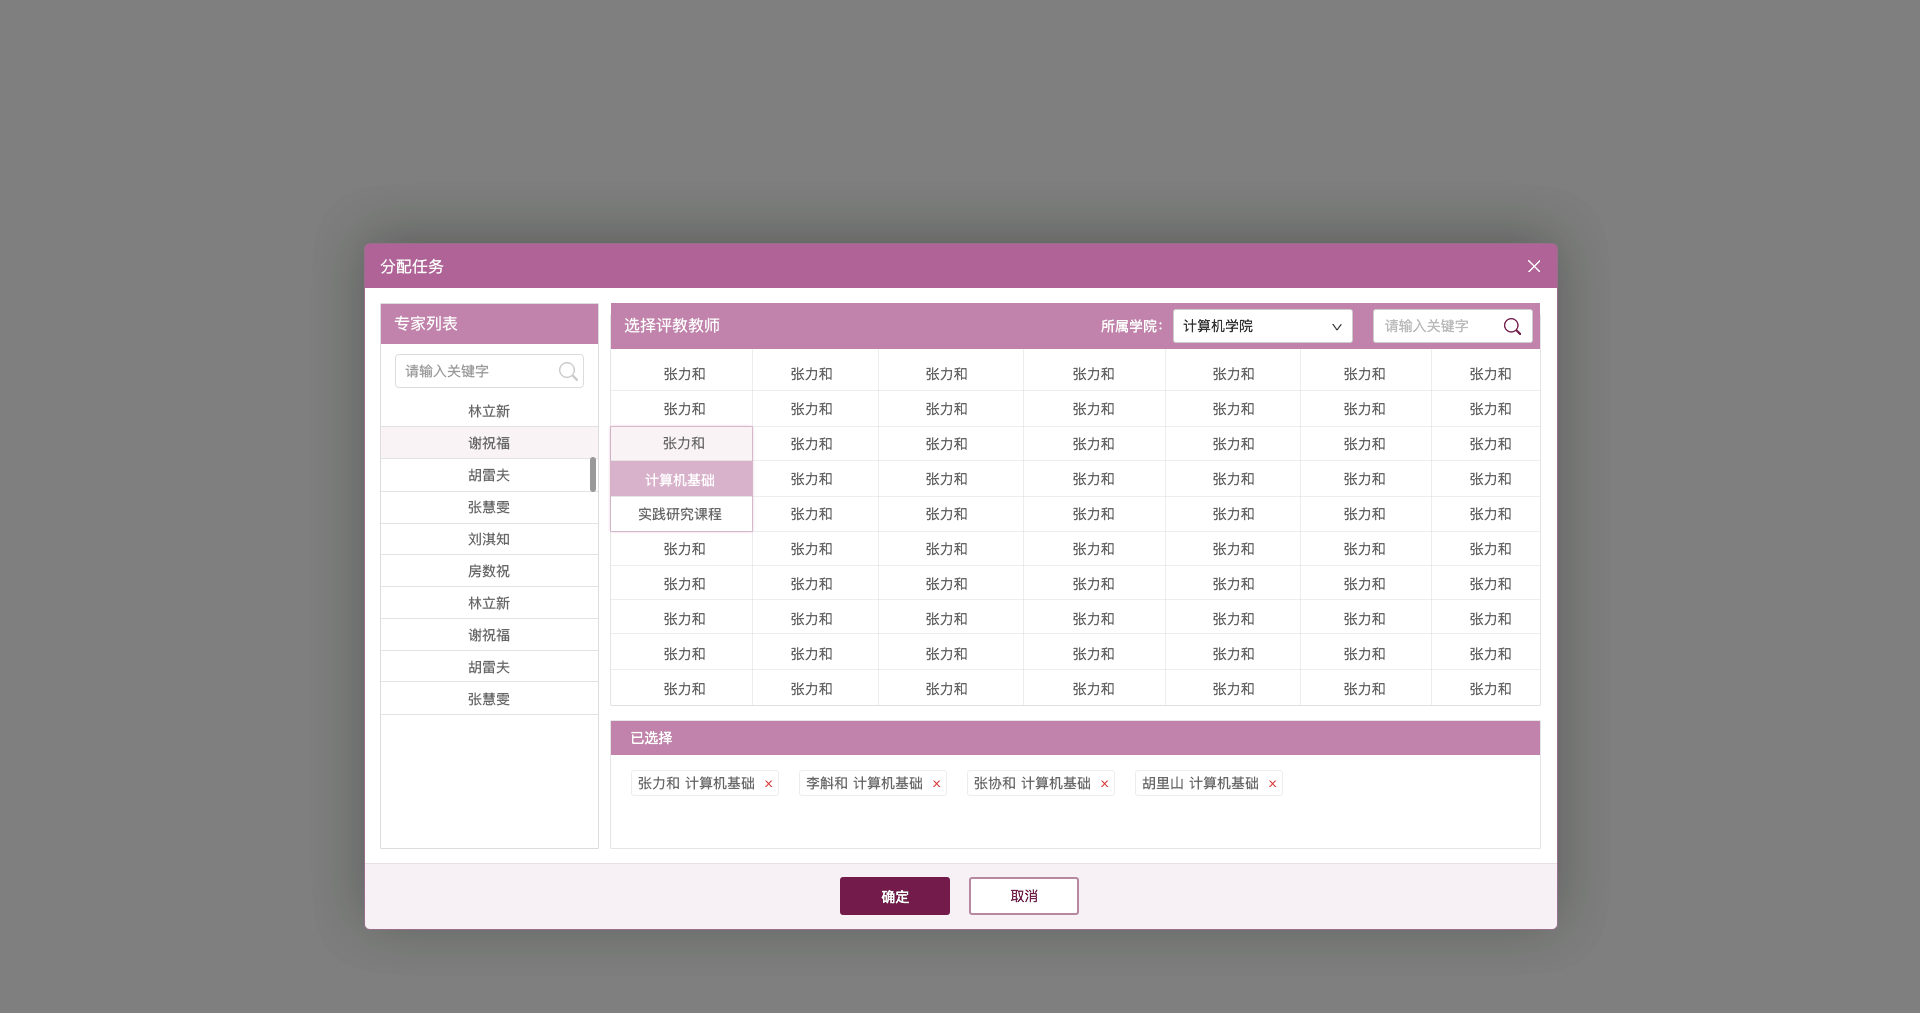 分配任务
专家列表
请输入关键字
林立新
谢祝福
胡雷夫
张慧雯
刘淇知
房数祝
林立新
谢祝福
胡雷夫
张慧雯
选择评教教师 所属学院： 计算机学院 请输入关键字
张力和 张力和 张力和 张力和 张力和 张力和 张力和
张力和 张力和 张力和 张力和 张力和 张力和 张力和
张力和 张力和 张力和 张力和 张力和 张力和 张力和
计算机基础 张力和 张力和 张力和 张力和 张力和 张力和
实践研究课程 张力和 张力和 张力和 张力和 张力和 张力和
张力和 张力和 张力和 张力和 张力和 张力和 张力和
张力和 张力和 张力和 张力和 张力和 张力和 张力和
张力和 张力和 张力和 张力和 张力和 张力和 张力和
张力和 张力和 张力和 张力和 张力和 张力和 张力和
张力和 张力和 张力和 张力和 张力和 张力和 张力和
已选择
张力和 计算机基础 × 李斛和 计算机基础 × 张协和 计算机基础 × 胡里山 计算机基础 ×
确定 取消